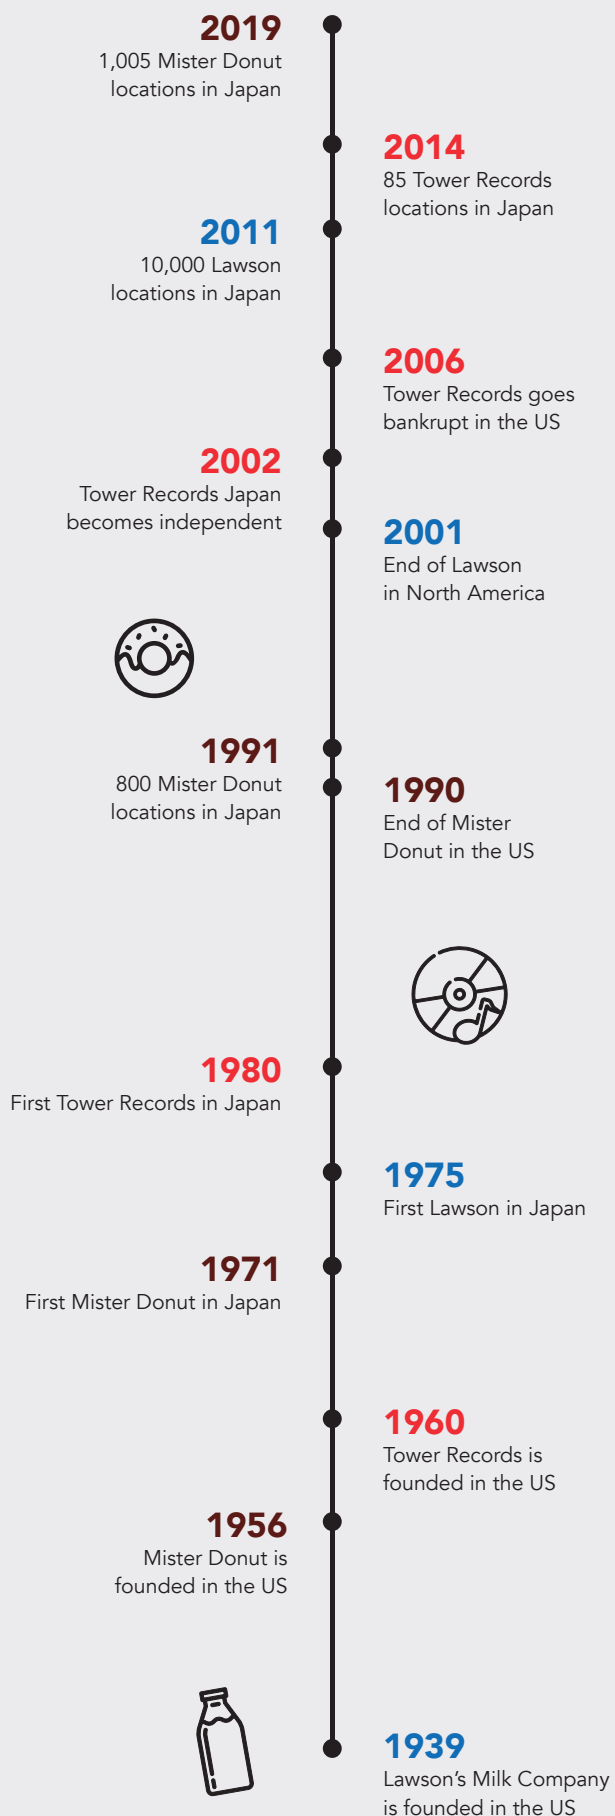 2019
1,005 Mister Donut
locations in Japan
2014
85 Tower Records
locations in Japan
2011
10,000 Lawson
locations in Japan
2006
Tower Records goes
bankrupt in the US
2002
Tower Records Japan
becomes independent
2001
End of Lawson
in North America
1991
800 Mister Donut
locations in Japan
1990
End of Mister
Donut in the US
1980
First Tower Records in Japan
1975
First Lawson in Japan
1971
First Mister Donut in Japan
1960
Tower Records is
founded in the US
1956
Mister Donut is
founded in the US
1939
Lawson’s Milk Company
is founded in the US